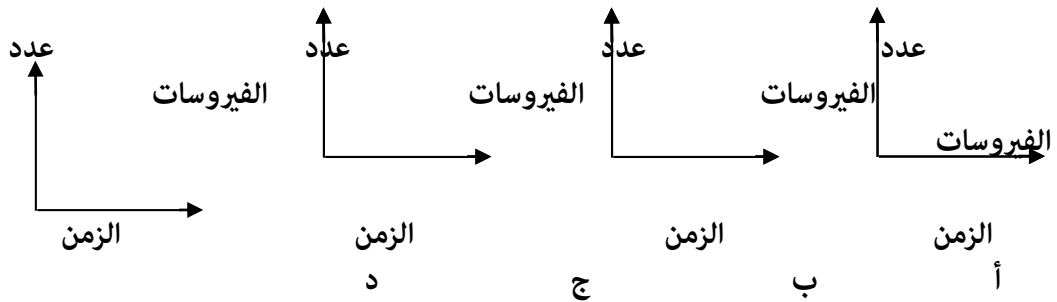 عدد عدد عدد عدد
الفيروسات الفيروسات الفيروسات
الفيروسات
الزمن الزمن الزمن الزمن
أ ب ج د